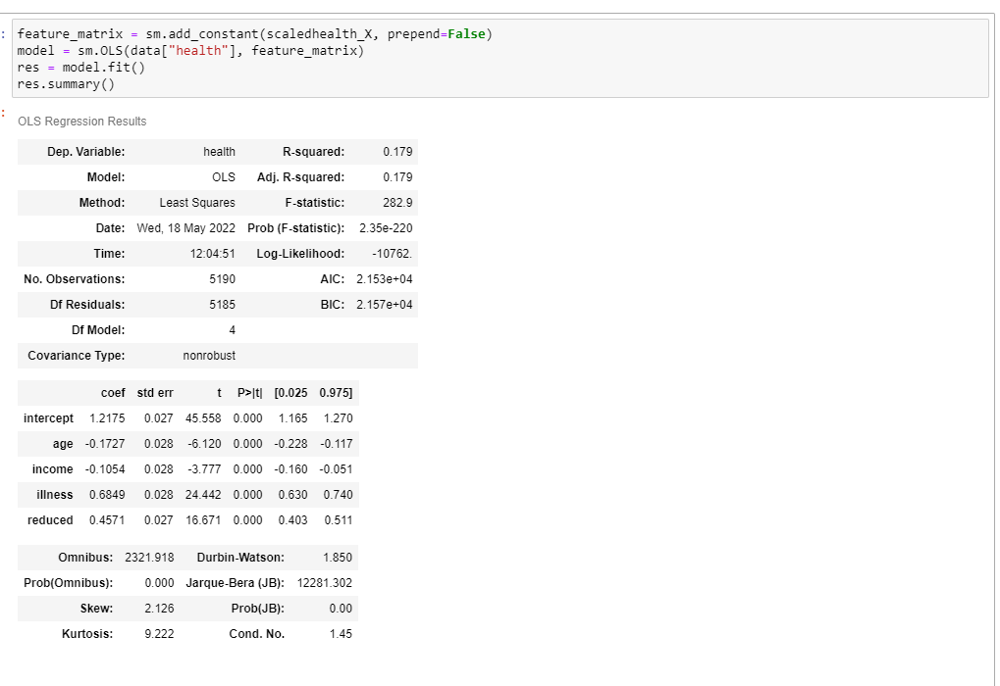 : feature_matrix = sm.add_constant(scaledhealth_X, prepend=False)
model = sm.OLS(data["health"], feature_matrix)
res = model.fit()
res.summary()
:
OLS Regression Results
Dep. Variable: health R-squared: 0.179
Model: OLS Adj. R-squared: 0.179
Method: Least Squares F-statistic: 282.9
Date: Wed, 18 May 2022 Prob (F-statistic): 2.35e-220
Time: 12:04:51 Log-Likelihood: -10762.
No. Observations: 5190 AIC: 2.153e+04
Df Residuals: 5185 BIC: 2.157e+04
Df Model: 4
Covariance Type: nonrobust
coef std err t P>|t| [0.025 0.975]
intercept 1.2175 0.027 45.558 0.000 1.165 1.270
age -0.1727 0.028 -6.120 0.000 -0.228 -0.117
income -0.1054 0.028 -3.777 0.000 -0.160 -0.051
illness 0.6849 0.028 24.442 0.000 0.630 0.740
reduced 0.4571 0.027 16.671 0.000 0.403 0.511
Omnibus: 2321.918 Durbin-Watson: 1.850
Prob(Omnibus): 0.000 Jarque-Bera (JB): 12281.302
Skew: 2.126 Prob(JB): 0.00
Kurtosis: 9.222 Cond. No. 1.45